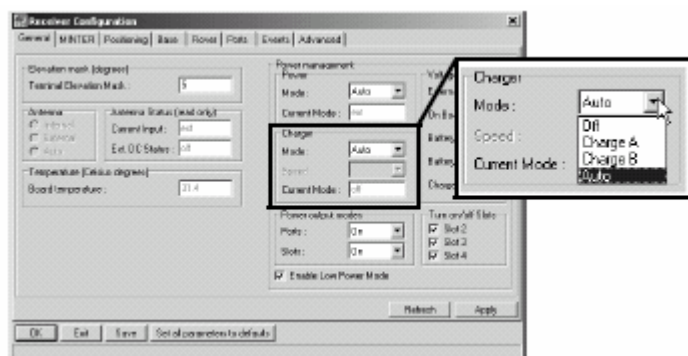 Receiver Configuration
General MINTER Positioning Base Rover Ports Events Advanced
Elevation mask (degrees)
Terminal Elevation Mask : 5
Antenna
Internal
External
Auto
Antenna Status (read only)
Current Input : ext
Ext. DC Status : off
Temperature (Celsius degrees)
Board temperature : 31.4
Power management
Power
Mode : Auto
Current Mode : ext
Charger
Mode : Auto
Speed :
Current Mode : off
Power output modes
Ports : On
Slots : On
Turn on/off Slots
Slot 2
Slot 3
Slot 4
Enable Low Power Mode
Refresh Apply
OK Exit Save Set all parameters to defaults
Charger
Mode : Auto
Off
Charge A
Charge B
Auto
Speed :
Current Mode :